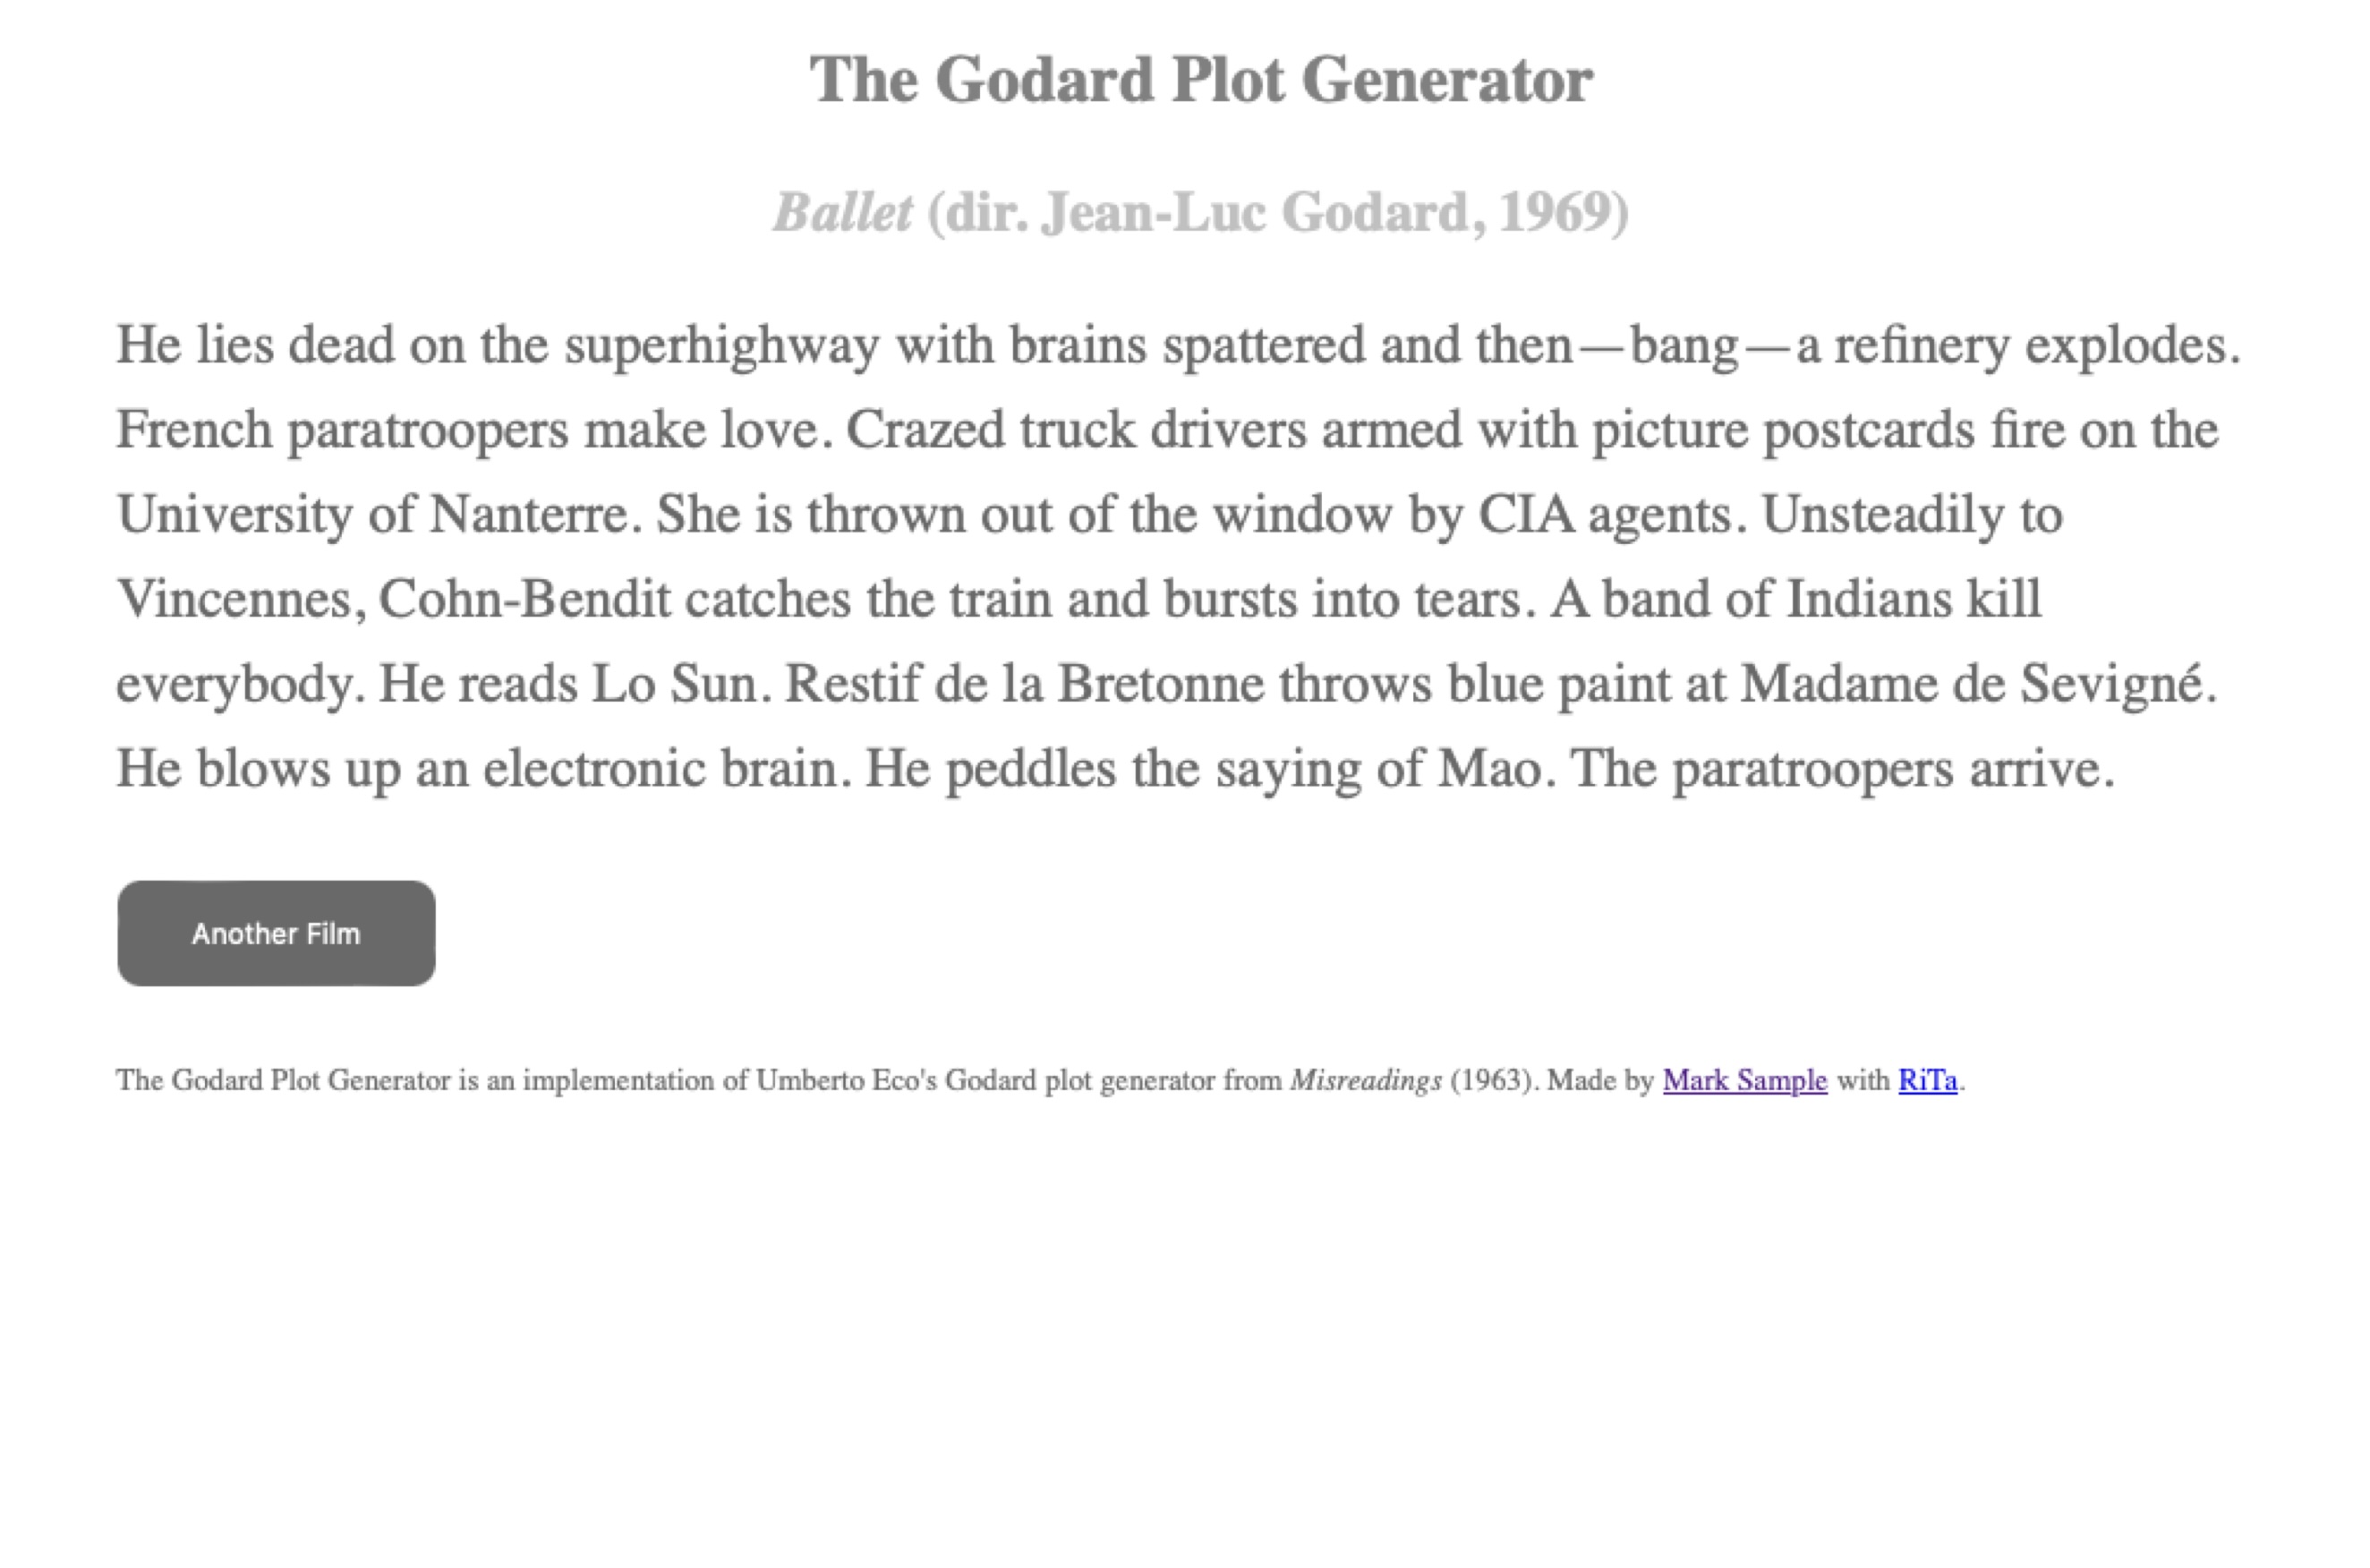 The Godard Plot Generator
Ballet (dir. Jean-Luc Godard, 1969)
He lies dead on the superhighway with brains spattered and then—bang—a refinery explodes.
French paratroopers make love. Crazed truck drivers armed with picture postcards fire on the
University of Nanterre. She is thrown out of the window by CIA agents. Unsteadily to
Vincennes, Cohn-Bendit catches the train and bursts into tears. A band of Indians kill
everybody. He reads Lo Sun. Restif de la Bretonne throws blue paint at Madame de Sevigné.
He blows up an electronic brain. He peddles the saying of Mao. The paratroopers arrive.
Another Film
The Godard Plot Generator is an implementation of Umberto Eco's Godard plot generator from Misreadings (1963). Made by Mark Sample with RiTa.